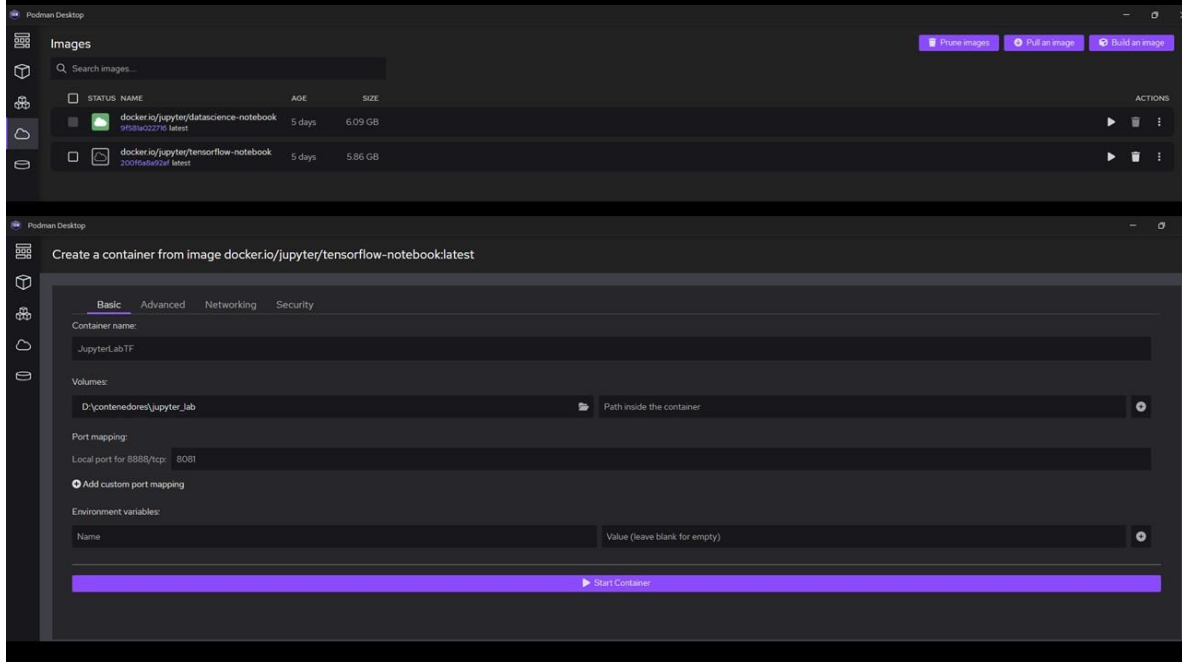 Podman Desktop
Images
Prune images
Pull an image
Build an image
Search images...
STATUS NAME AGE SIZE ACTIONS
docker.io/jupyter/datascience-notebook
9f581a022716 latest
5 days 6.09 GB
docker.io/jupyter/tensorflow-notebook
200f6a8a92af latest
5 days 5.86 GB
Podman Desktop
Create a container from image docker.io/jupyter/tensorflow-notebook:latest
Basic Advanced Networking Security
Container name:
JupyterLabTF
Volumes:
D:\contenedores\jupyter_lab Path inside the container
Port mapping:
Local port for 8888/tcp: 8081
Add custom port mapping
Environment variables:
Name Value (leave blank for empty)
Start Container